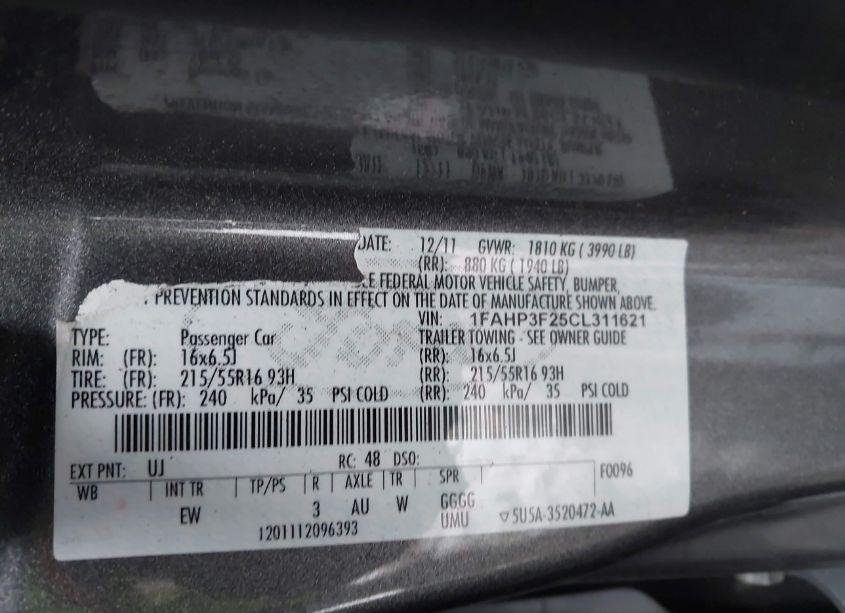 DATE: 12/11 GVWR: 1810 KG ( 3990 LB)
(RR): 880 KG ( 1940 LB)
E FEDERAL MOTOR VEHICLE SAFETY, BUMPER,
PREVENTION STANDARDS IN EFFECT ON THE DATE OF MANUFACTURE SHOWN ABOVE.
VIN: 1FAHP3F25CL311621
TYPE: Passenger Car TRAILER TOWING - SEE OWNER GUIDE
RIM: (FR): 16x6.5J (RR): 16x6.5J
TIRE: (FR): 215/55R16 93H (RR): 215/55R16 93H
PRESSURE: (FR): 240 kPa/ 35 PSI COLD (RR): 240 kPa/ 35 PSI COLD
EXT PNT: UJ RC: 48 DSO: F0096
WB INT TR TP/PS R AXLE TR SPR
EW 3 AU W GGGG
UMU ▽5U5A-3520472-AA
1201112096393